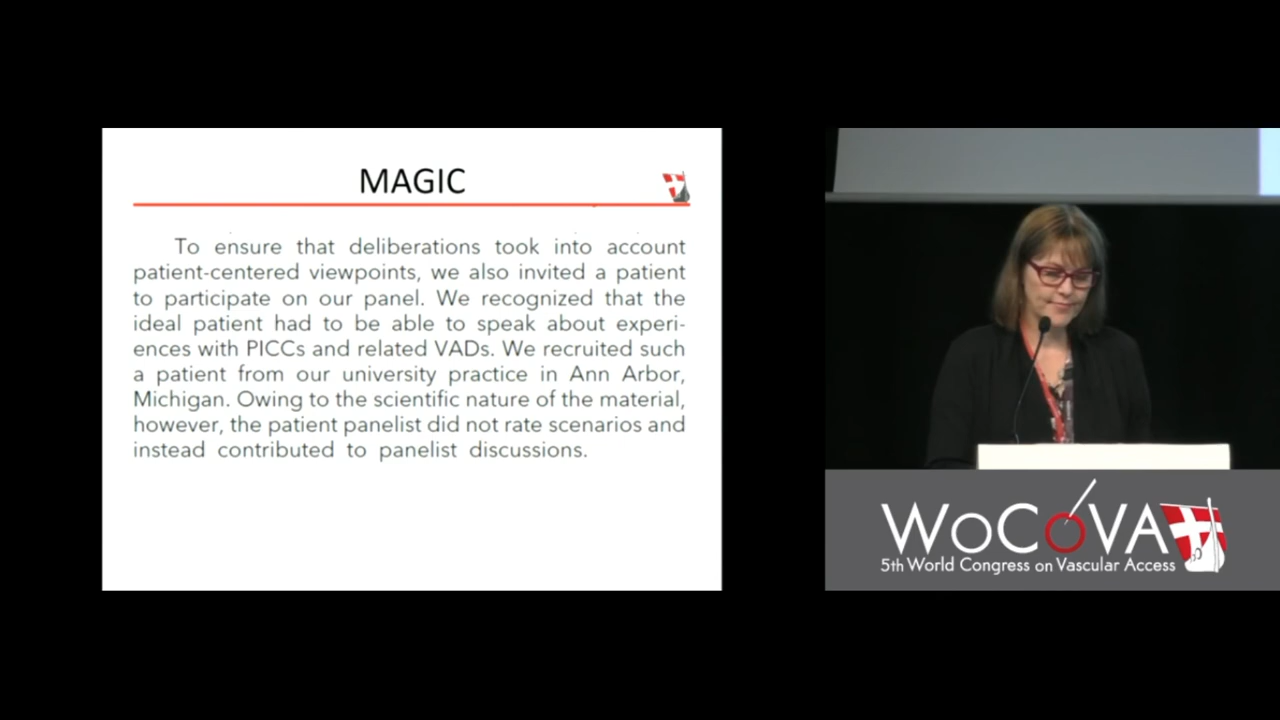 MAGIC
To ensure that deliberations took into account
patient-centered viewpoints, we also invited a patient
to participate on our panel. We recognized that the
ideal patient had to be able to speak about experi-
ences with PICCs and related VADs. We recruited such
a patient from our university practice in Ann Arbor,
Michigan. Owing to the scientific nature of the material,
however, the patient panelist did not rate scenarios and
instead contributed to panelist discussions.
WoCoVA
5th World Congress on Vascular Access